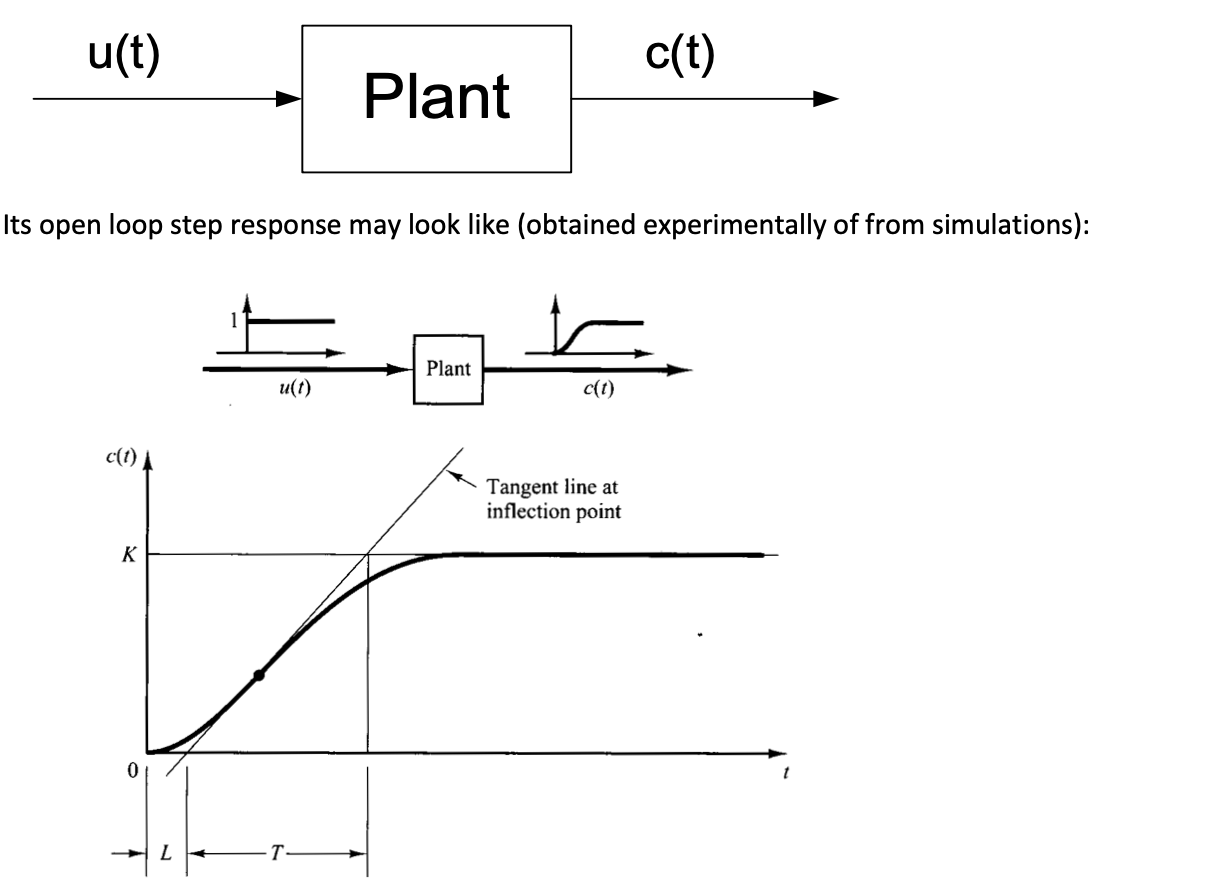 u(t)
c(t)
Plant
Its open loop step response may look like (obtained experimentally of from simulations):
1
Plant
u(t)
c(t)
c(t)
Tangent line at
inflection point
K
0
t
L
T